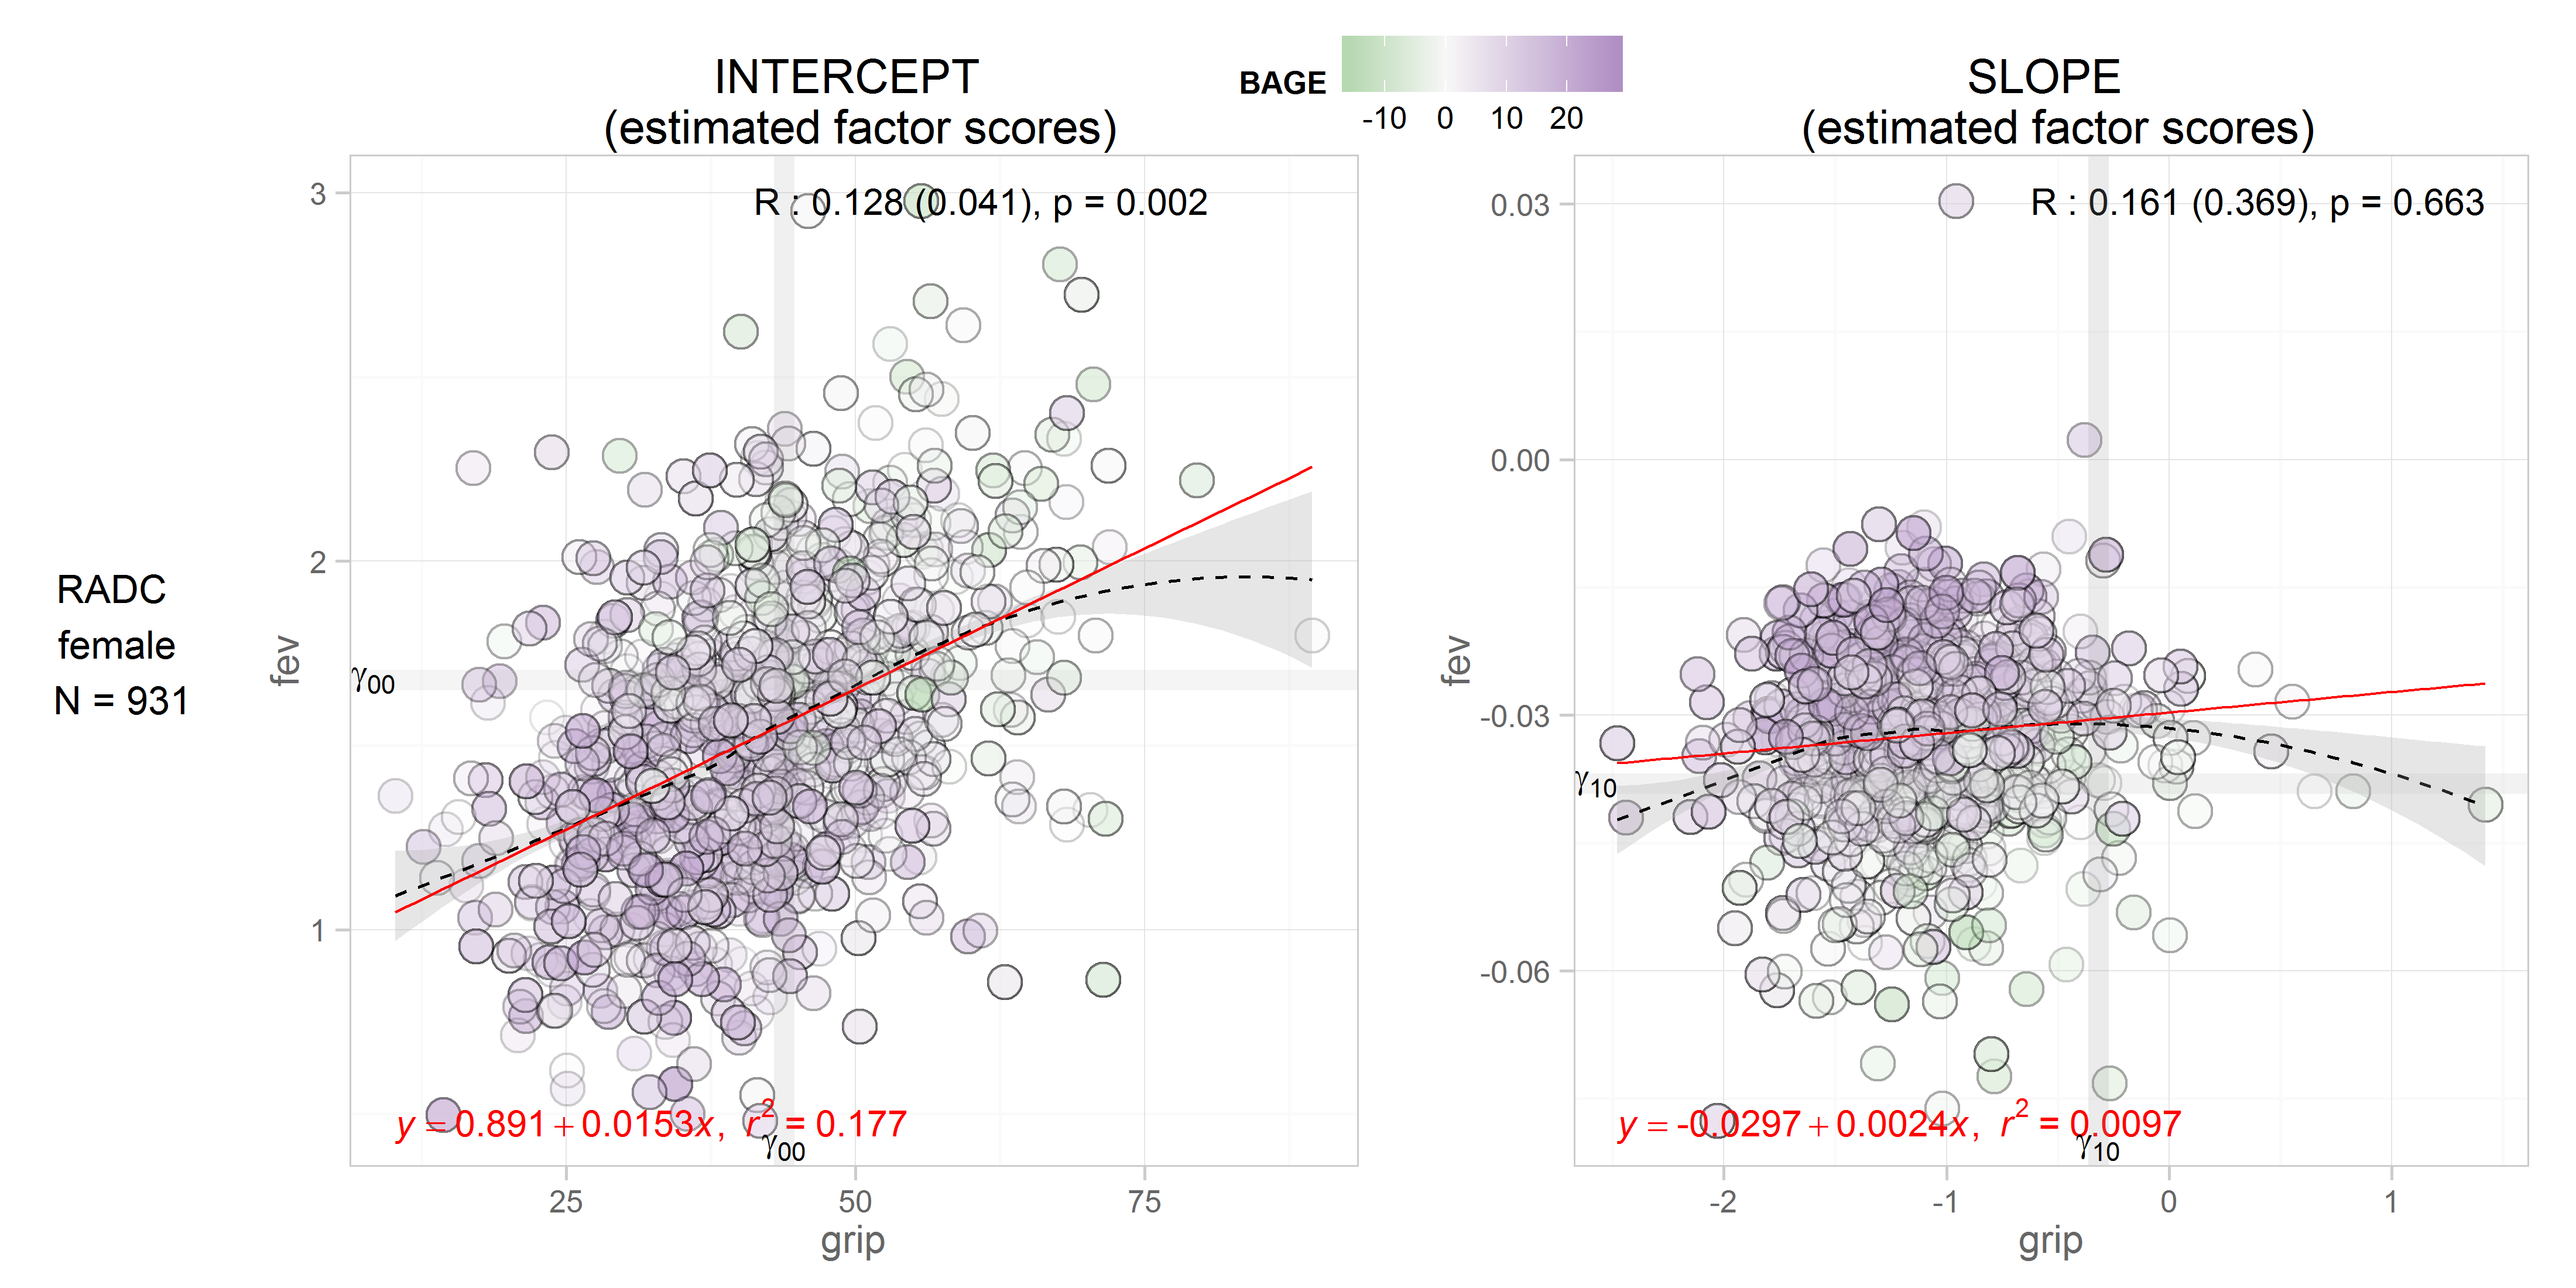 INTERCEPT
(estimated factor scores)
BAGE
-10 0 10 20
SLOPE
(estimated factor scores)
RADC
female
N = 931
R : 0.128 (0.041), p = 0.002
3
2
1
fev
γ00
y = 0.891 + 0.0153x, r² = 0.177
γ00
25 50 75
grip
R : 0.161 (0.369), p = 0.663
0.03
0.00
-0.03
-0.06
fev
γ10
y = -0.0297 + 0.0024x, r² = 0.0097
γ10
-2 -1 0 1
grip